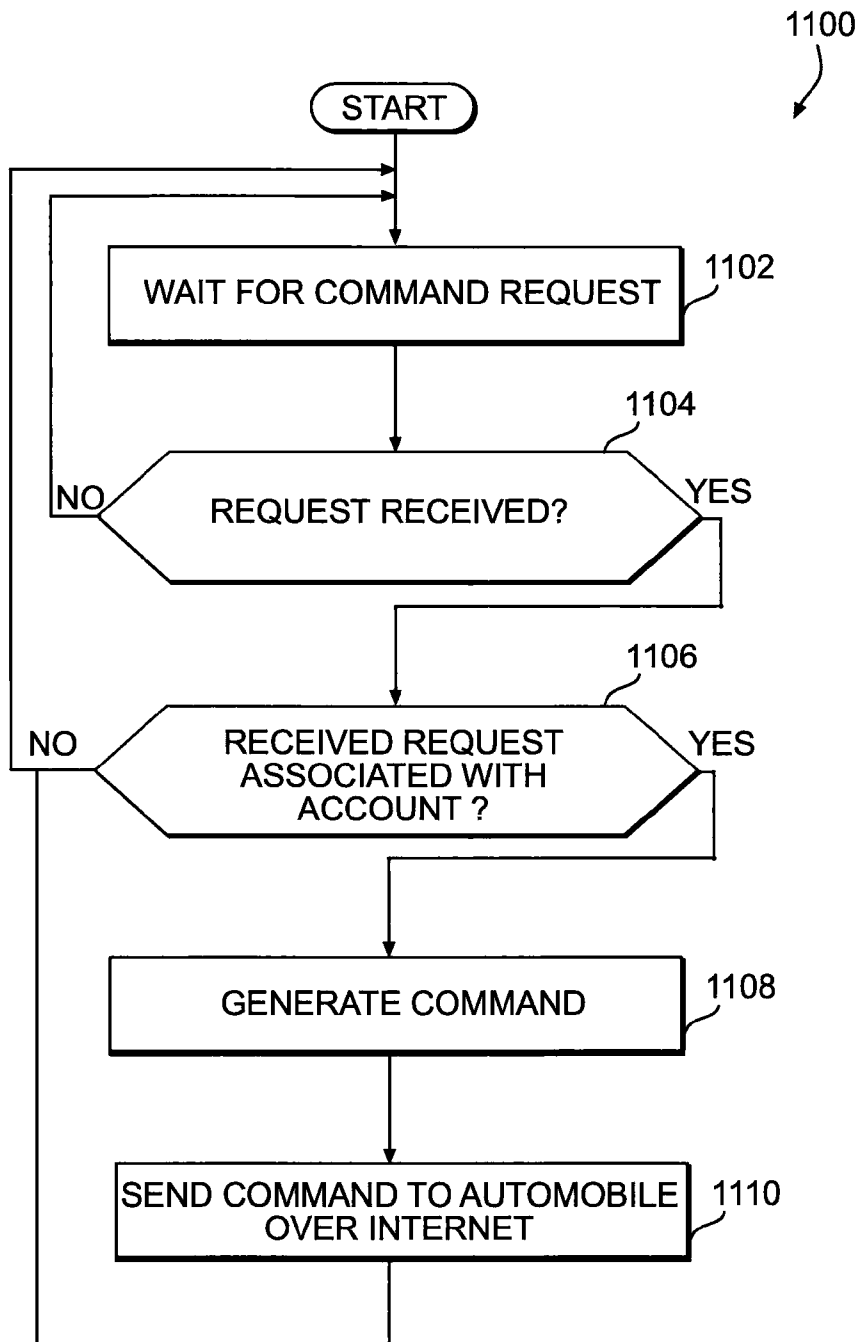 1100
START
WAIT FOR COMMAND REQUEST
1102
1104
NO
REQUEST RECEIVED?
YES
1106
NO
RECEIVED REQUEST
ASSOCIATED WITH
ACCOUNT ?
YES
GENERATE COMMAND
1108
SEND COMMAND TO AUTOMOBILE
OVER INTERNET
1110